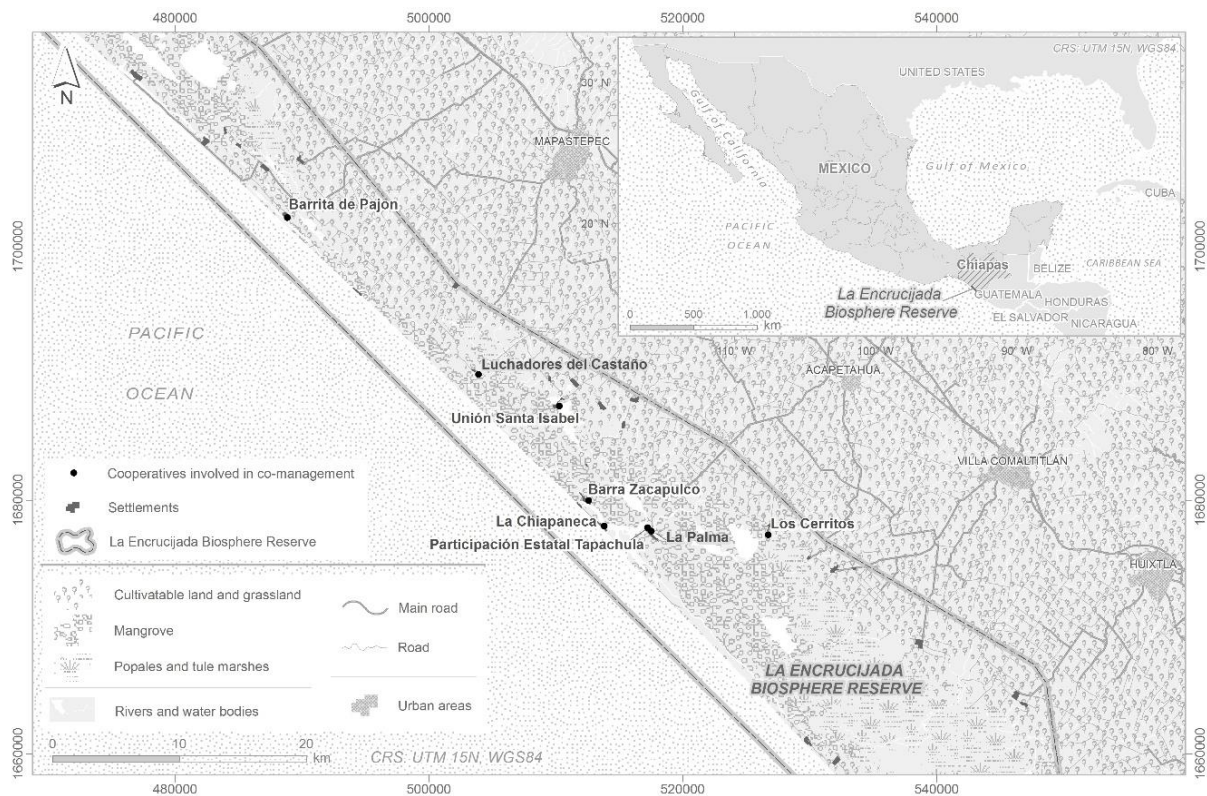 480000
500000
520000
540000
CRS: UTM 15N, WGS84
UNITED STATES
Gulf of California
30° N
MAPASTEPEC
MEXICO
Gulf of Mexico
CUBA
Barrita de Pajón
20° N
PACIFIC
OCEAN
1700000
1700000
Chiapas
BELIZE
CARIBBEAN SEA
La Encrucijada
Biosphere Reserve
GUATEMALA
HONDURAS
EL SALVADOR
NICARAGUA
0 500 1.000
km
N
PACIFIC
OCEAN
110° W
100° W
90° W
80° W
Luchadores del Castaño
ACAPETAHUA
Unión Santa Isabel
VILLA COMALTITLÁN
Cooperatives involved in co-management
Settlements
La Encrucijada Biosphere Reserve
1680000
1680000
Barra Zacapulco
La Chiapaneca
Los Cerritos
Participación Estatal Tapachula
La Palma
HUIXTLA
Cultivatable land and grassland
Mangrove
Popales and tule marshes
Rivers and water bodies
Main road
Road
Urban areas
LA ENCRUCIJADA
BIOSPHERE RESERVE
0 10 20
km
CRS: UTM 15N, WGS84
1660000
1660000
480000
500000
520000
540000